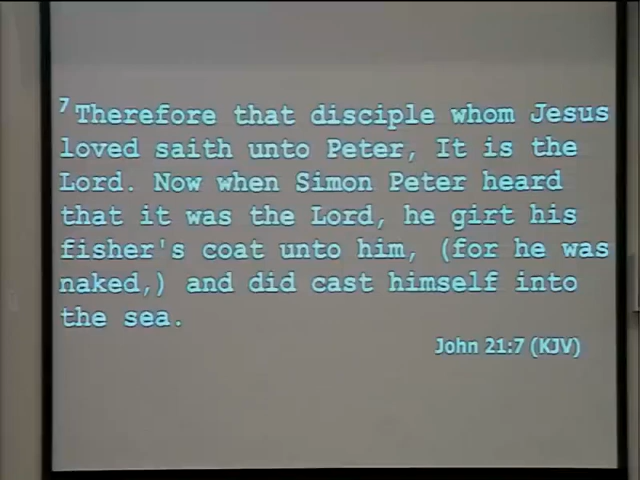 7 Therefore that disciple whom Jesus
loved saith unto Peter, It is the
Lord. Now when Simon Peter heard
that it was the Lord, he girt his
fisher's coat unto him, (for he was
naked,) and did cast himself into
the sea.
John 21:7 (KJV)